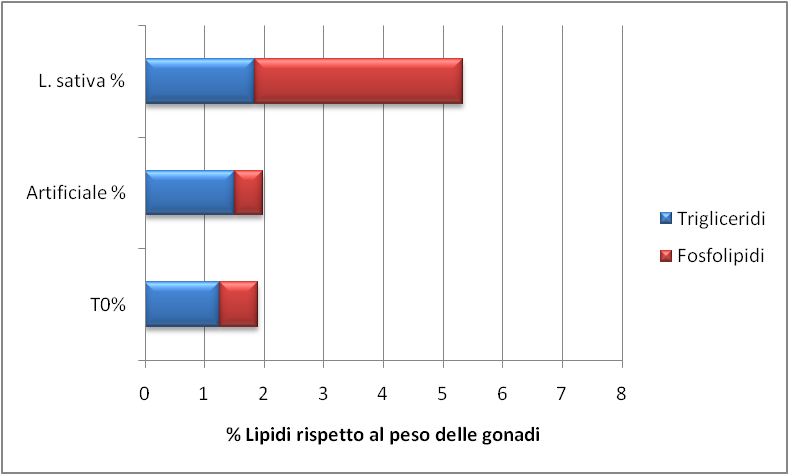 L. sativa %
Artificiale %
T0%
0 1 2 3 4 5 6 7 8
% Lipidi rispetto al peso delle gonadi
Trigliceridi
Fosfolipidi